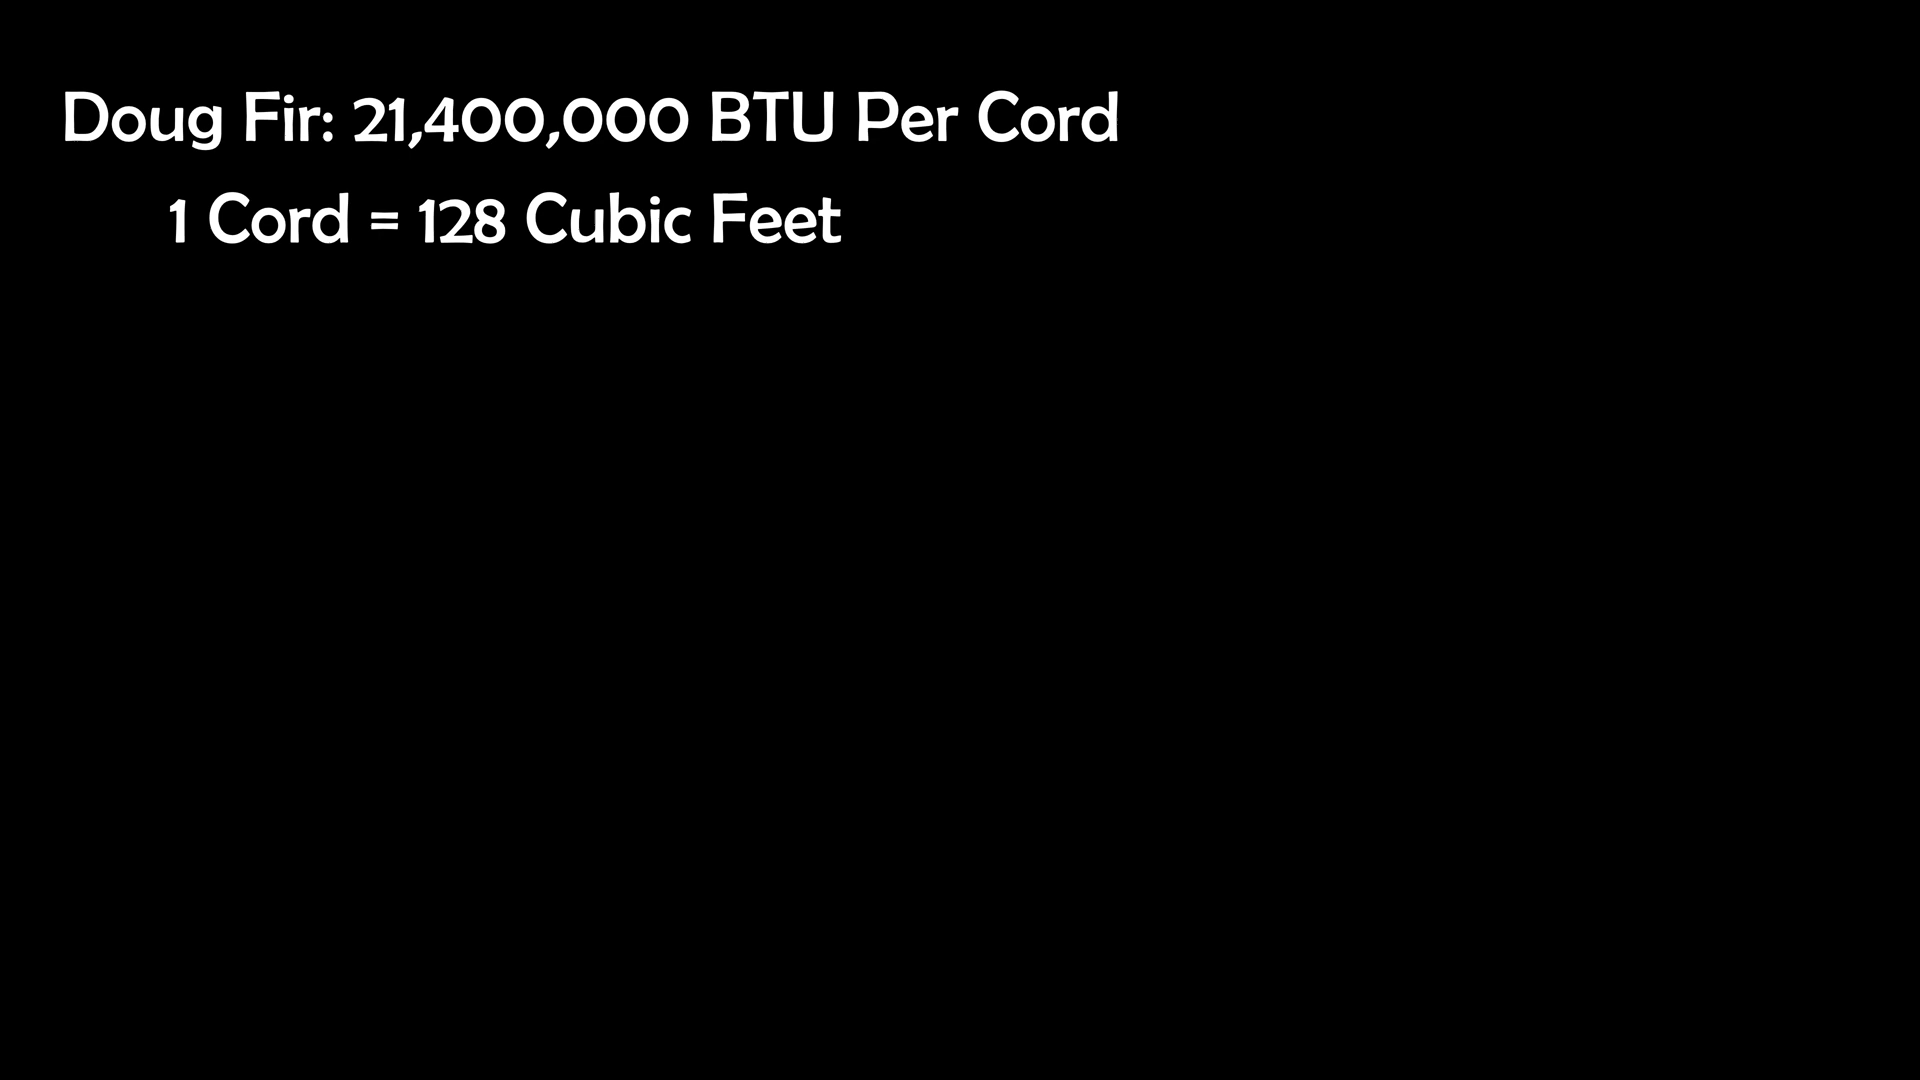 Doug Fir: 21,400,000 BTU Per Cord
1 Cord = 128 Cubic Feet